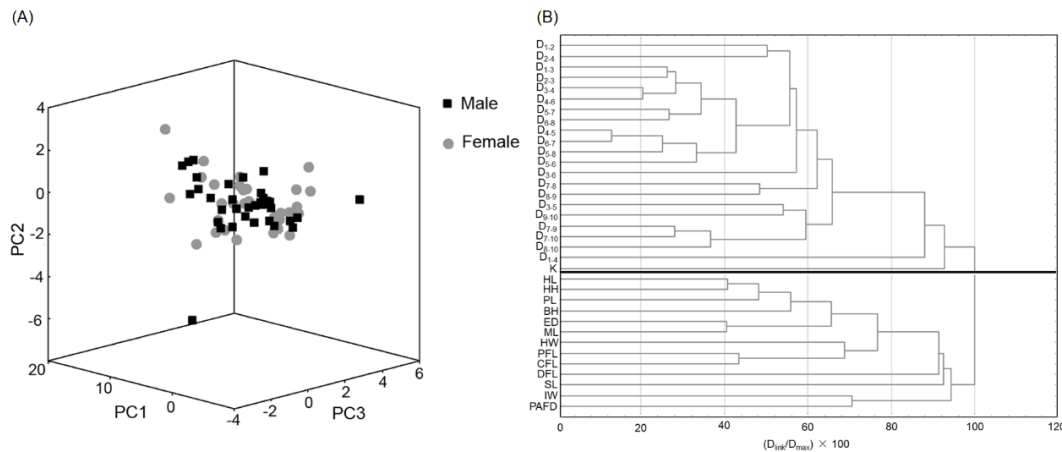 (A)
4
2
0
-2
-4
-6
PC2
20
10
0
-4
PC1
-2
0
2
4
6
PC3
Male
Female
(B)
D1-2
D2-4
D1-3
D2-3
D3-4
D4-6
D5-7
D6-8
D4-5
D6-7
D5-8
D5-6
D3-6
D7-8
D8-9
D3-5
D9-10
D7-9
D7-10
D8-10
D1-4
K
HL
HH
PL
BH
ED
ML
HW
PFL
CFL
DFL
SL
IW
PAFD
0 20 40 60 80 100 120
(Dlink/Dmax) × 100